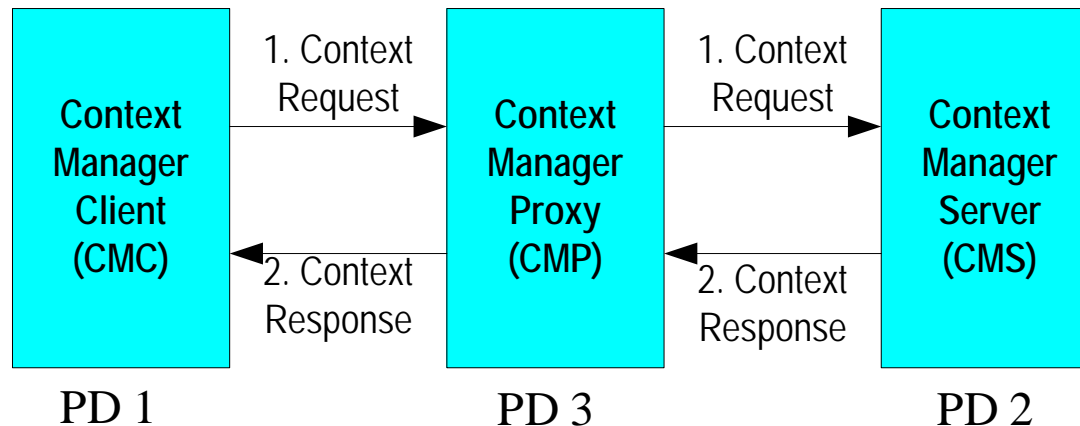 Context
Manager
Client
(CMC)
1. Context
Request
2. Context
Response
Context
Manager
Proxy
(CMP)
1. Context
Request
2. Context
Response
Context
Manager
Server
(CMS)
PD 1
PD 3
PD 2